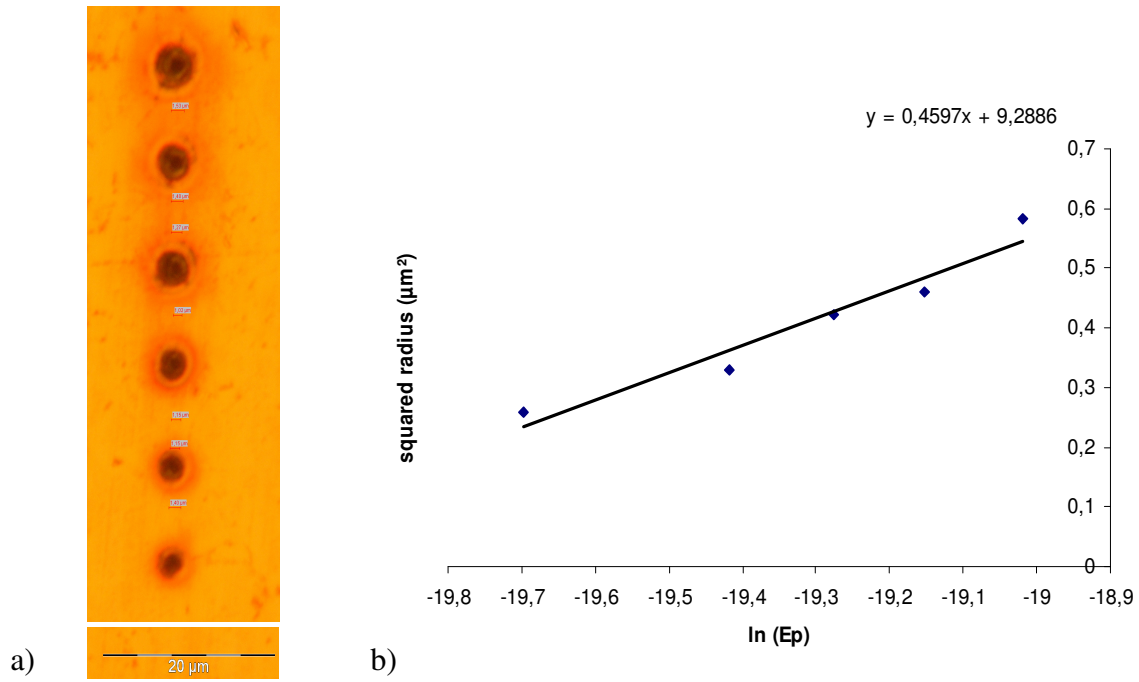 20 µm
a)
y = 0,4597x + 9,2886
squared radius (µm²)
0,7
0,6
0,5
0,4
0,3
0,2
0,1
0
-19,8 -19,7 -19,6 -19,5 -19,4 -19,3 -19,2 -19,1 -19 -18,9
ln (Ep)
b)